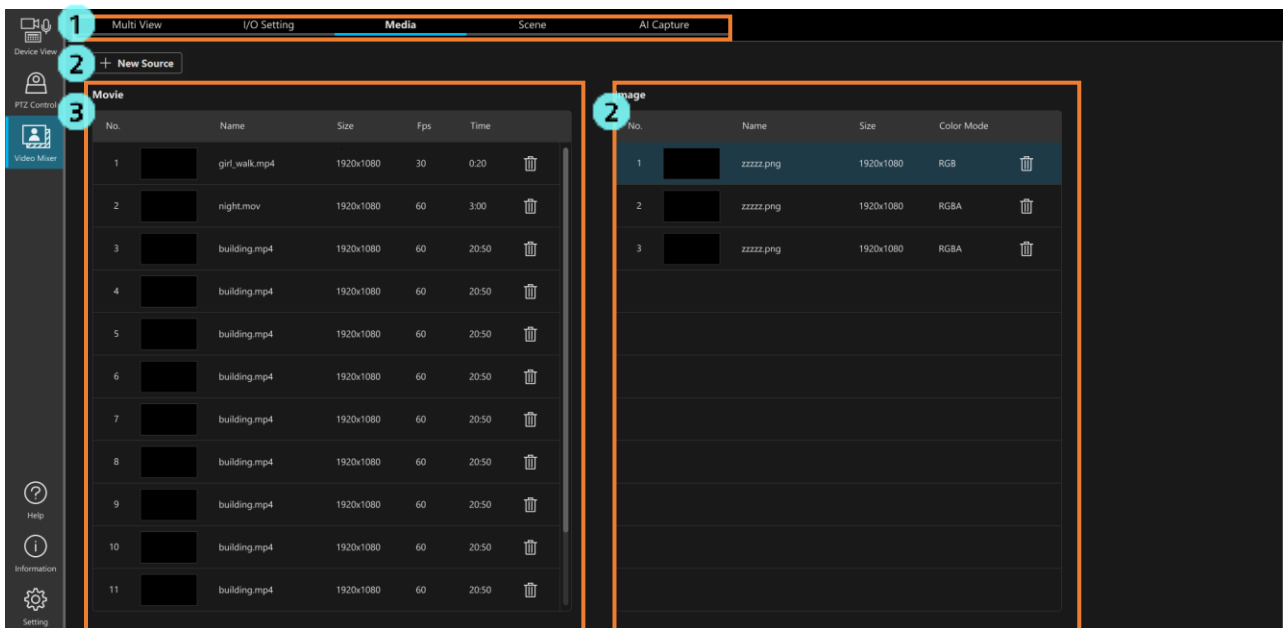 1 Multi View I/O Setting Media Scene AI Capture
Device View
2 + New Source
PTZ Control
Video Mixer
3 Movie
No. Name Size Fps Time
1 girl_walk.mp4 1920x1080 30 0:20
2 night.mov 1920x1080 60 3:00
3 building.mp4 1920x1080 60 20:50
4 building.mp4 1920x1080 60 20:50
5 building.mp4 1920x1080 60 20:50
6 building.mp4 1920x1080 60 20:50
7 building.mp4 1920x1080 60 20:50
8 building.mp4 1920x1080 60 20:50
9 building.mp4 1920x1080 60 20:50
10 building.mp4 1920x1080 60 20:50
11 building.mp4 1920x1080 60 20:50
2 mage
No. Name Size Color Mode
1 zzzzz.png 1920x1080 RGB
2 zzzzz.png 1920x1080 RGBA
3 zzzzz.png 1920x1080 RGBA
Help
Information
Setting